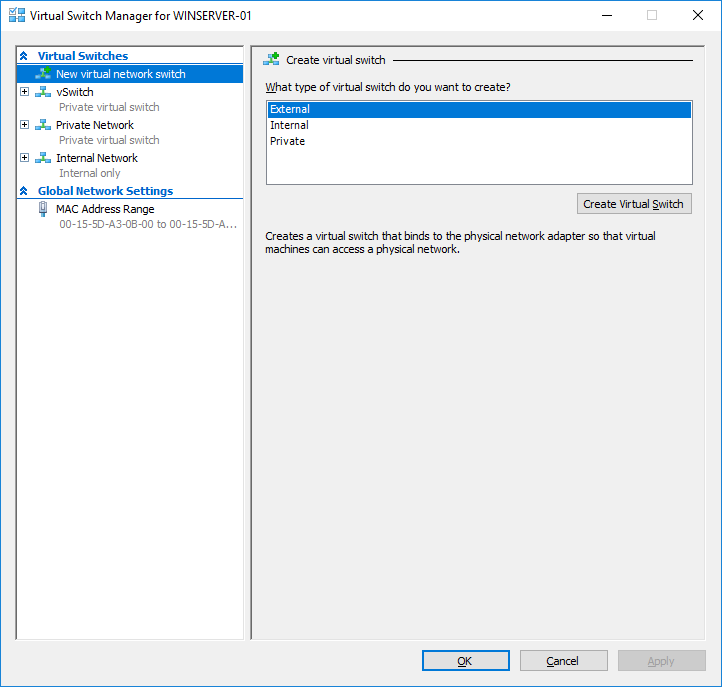 Virtual Switch Manager for WINSERVER-01
Virtual Switches
New virtual network switch
vSwitch
Private virtual switch
Private Network
Private virtual switch
Internal Network
Internal only
Global Network Settings
MAC Address Range
00-15-5D-A3-0B-00 to 00-15-5D-A...
Create virtual switch
What type of virtual switch do you want to create?
External
Internal
Private
Create Virtual Switch
Creates a virtual switch that binds to the physical network adapter so that virtual
machines can access a physical network.
OK
Cancel
Apply